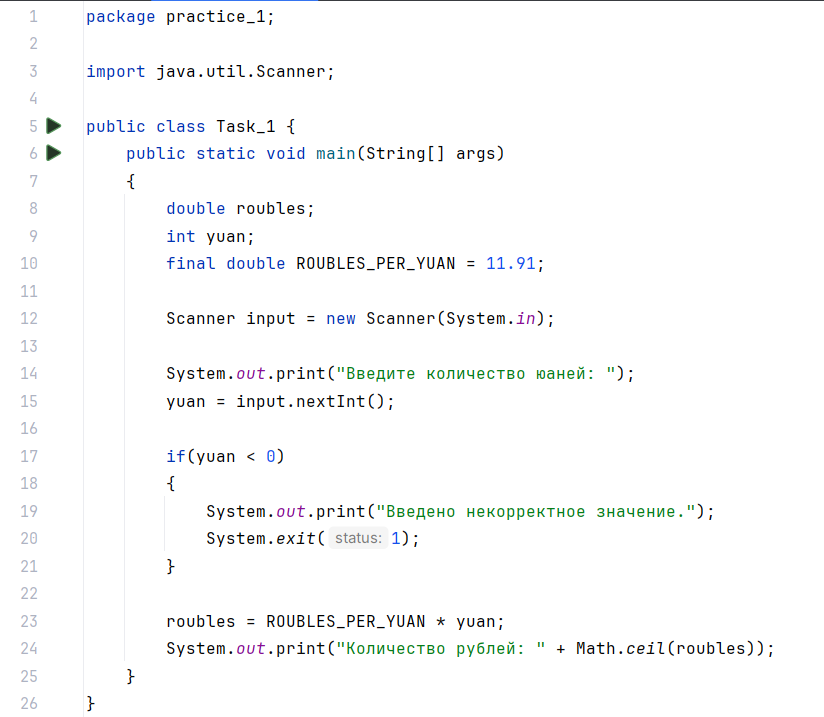 1 package practice_1;
2
3 import java.util.Scanner;
4
5 public class Task_1 {
6     public static void main(String[] args)
7     {
8         double roubles;
9         int yuan;
10         final double ROUBLES_PER_YUAN = 11.91;
11
12         Scanner input = new Scanner(System.in);
13
14         System.out.print("Введите количество юаней: ");
15         yuan = input.nextInt();
16
17         if(yuan < 0)
18         {
19             System.out.print("Введено некорректное значение.");
20             System.exit( status: 1);
21         }
22
23         roubles = ROUBLES_PER_YUAN * yuan;
24         System.out.print("Количество рублей: " + Math.ceil(roubles));
25     }
26 }